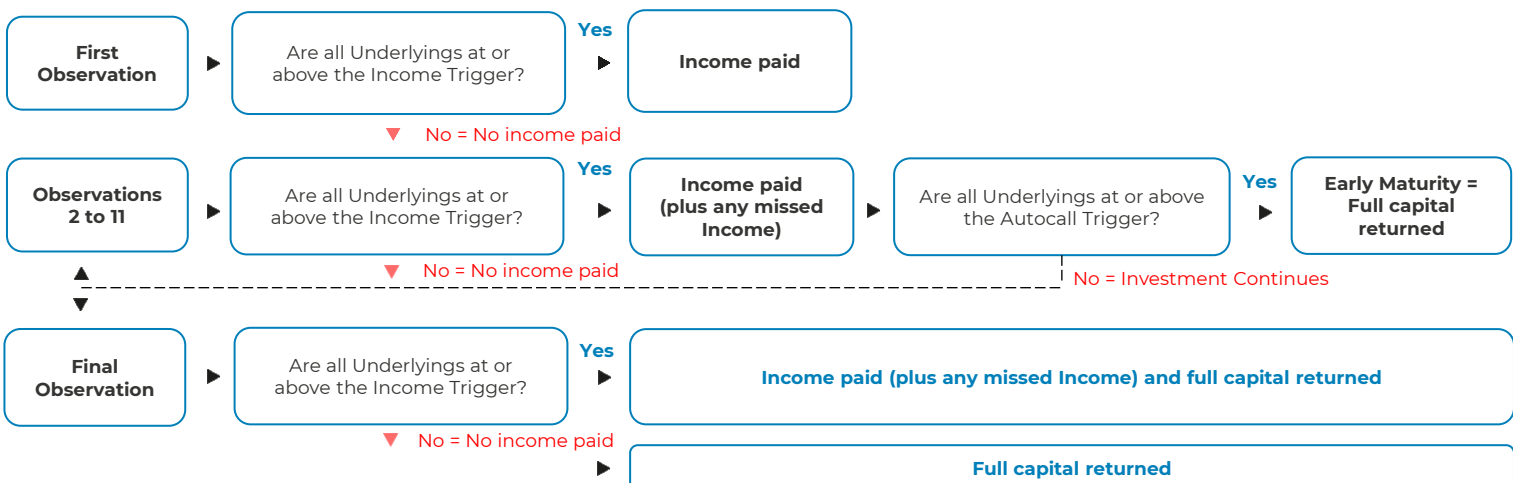 First
Observation
Are all Underlyings at or
above the Income Trigger?
Yes
Income paid
No = No income paid
Observations
2 to 11
Are all Underlyings at or
above the Income Trigger?
Yes
Income paid
(plus any missed
Income)
Are all Underlyings at or above
the Autocall Trigger?
Yes
Early Maturity =
Full capital
returned
No = No income paid
No = Investment Continues
Final
Observation
Are all Underlyings at or
above the Income Trigger?
Yes
Income paid (plus any missed Income) and full capital returned
No = No income paid
Full capital returned